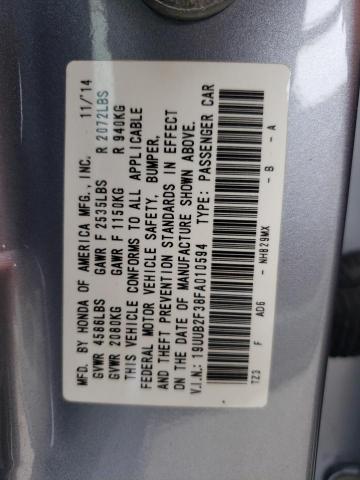 MFD. BY HONDA OF AMERICA MFG., INC. 11/'14
GVWR 4586LBS GAWR F 2535LBS R 2072LBS
GVWR 2080KG GAWR F 1150KG R 940KG
THIS VEHICLE CONFORMS TO ALL APPLICABLE
FEDERAL MOTOR VEHICLE SAFETY, BUMPER,
AND THEFT PREVENTION STANDARDS IN EFFECT
ON THE DATE OF MANUFACTURE SHOWN ABOVE.
V.I.N.: 19UUB2F38FA010594 TYPE: PASSENGER CAR
TZ3 F AD6 - NH829MX - B - A